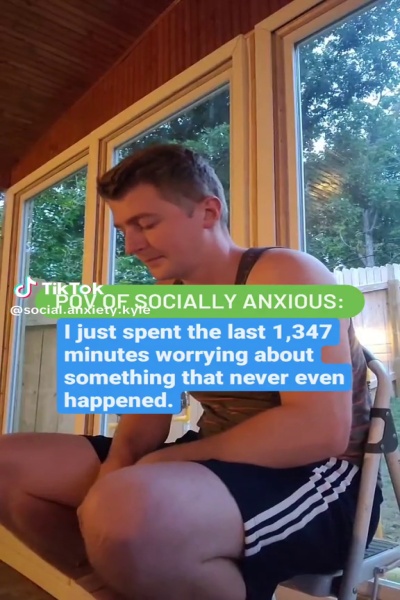 TikTok
POV OF SOCIALLY ANXIOUS:
@social.anxiety.kyle
I just spent the last 1,347
minutes worrying about
something that never even
happened.